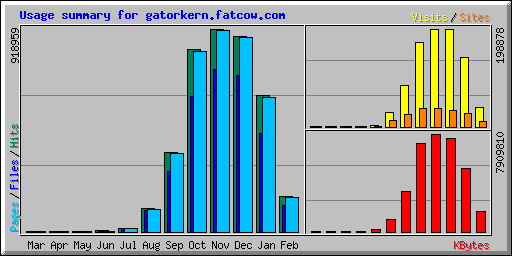 Usage summary for gatorkern.fatcow.com
Visits / Sites
918959
198878
Pages / Files / Hits
7909810
Mar Apr May Jun Jul Aug Sep Oct Nov Dec Jan Feb
KBytes